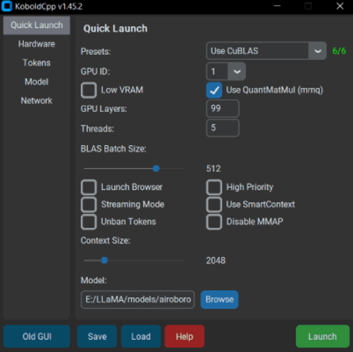 KoboldCpp v1.45.2
Quick Launch
Hardware
Tokens
Model
Network
Quick Launch
Presets: Use CuBLAS 6/6
GPU ID: 1
Low VRAM Use QuantMatMul (mmq)
GPU Layers: 99
Threads: 5
BLAS Batch Size:
512
Launch Browser High Priority
Streaming Mode Use SmartContext
Unban Tokens Disable MMAP
Context Size:
2048
Model:
E:/LLaMA/models/airoboro Browse
Old GUI Save Load Help Launch